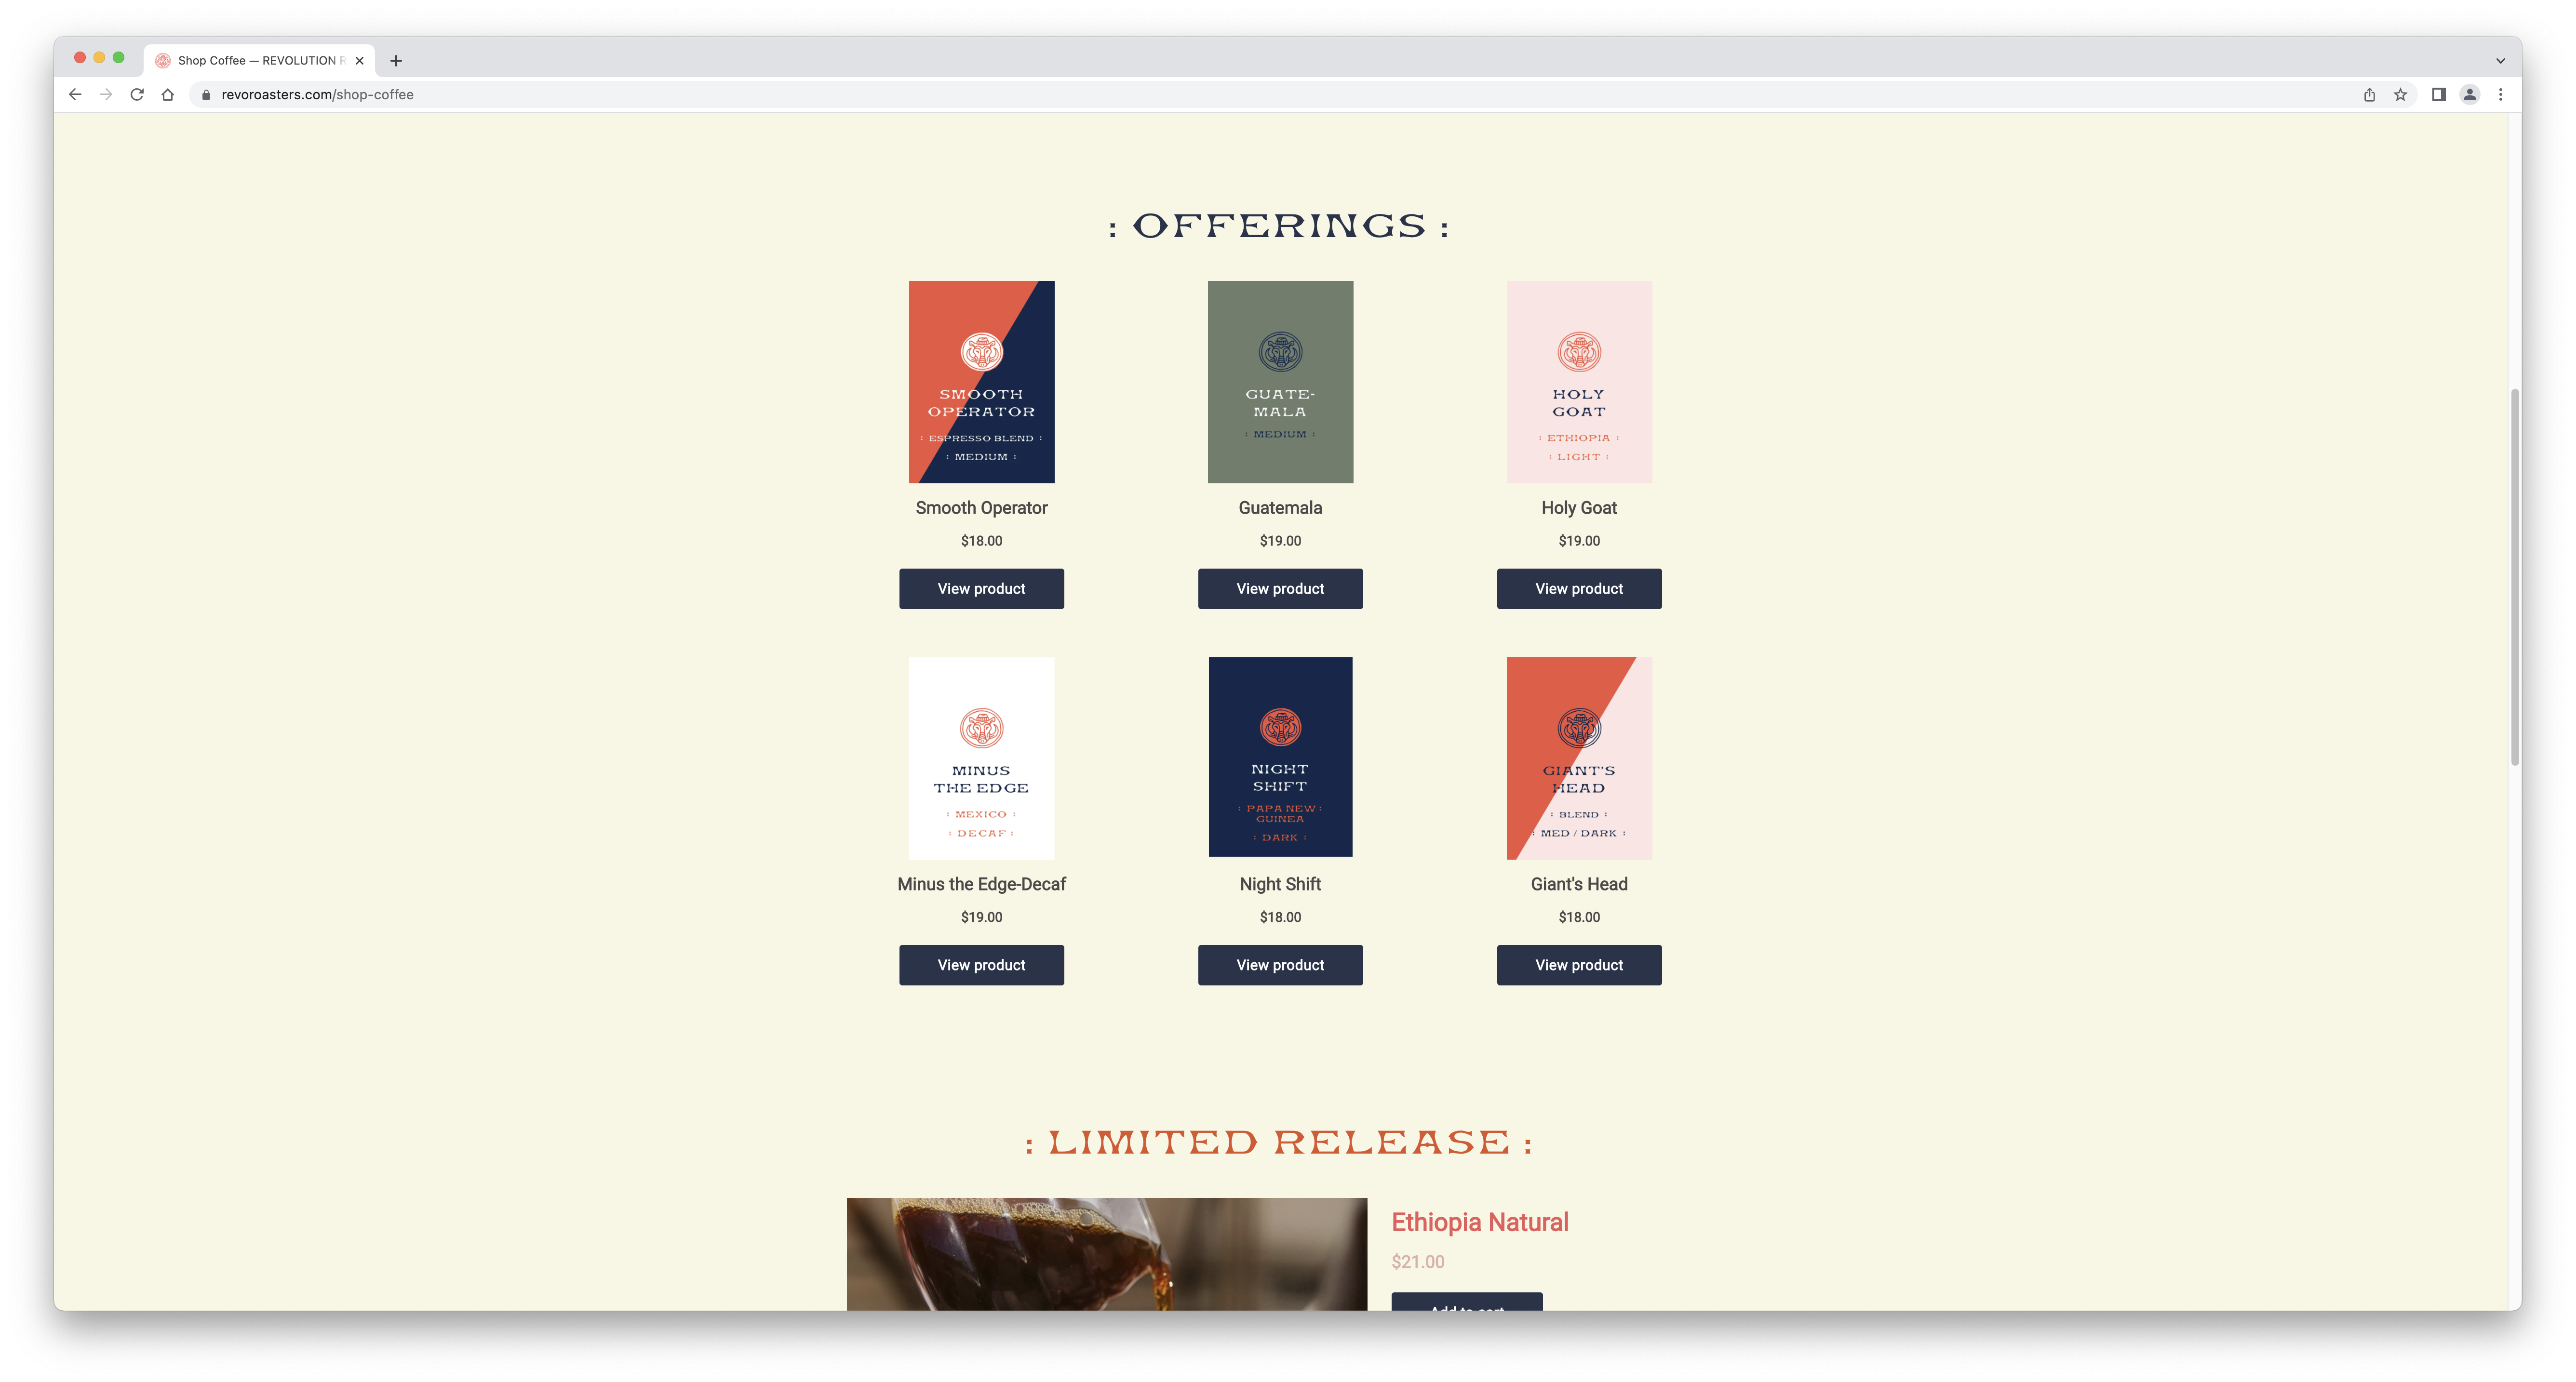 Shop Coffee — REVOLUTION R
revoroasters.com/shop-coffee
: OFFERINGS :
SMOOTH
OPERATOR
: ESPRESSO BLEND :
: MEDIUM :
Smooth Operator
$18.00
View product
GUATE-
MALA
: MEDIUM :
Guatemala
$19.00
View product
HOLY
GOAT
: ETHIOPIA :
: LIGHT :
Holy Goat
$19.00
View product
MINUS
THE EDGE
: MEXICO :
: DECAF :
Minus the Edge-Decaf
$19.00
View product
NIGHT
SHIFT
: PAPA NEW :
GUINEA
: DARK :
Night Shift
$18.00
View product
GIANT'S
HEAD
: BLEND :
: MED / DARK :
Giant's Head
$18.00
View product
: LIMITED RELEASE :
Ethiopia Natural
$21.00
Add to cart